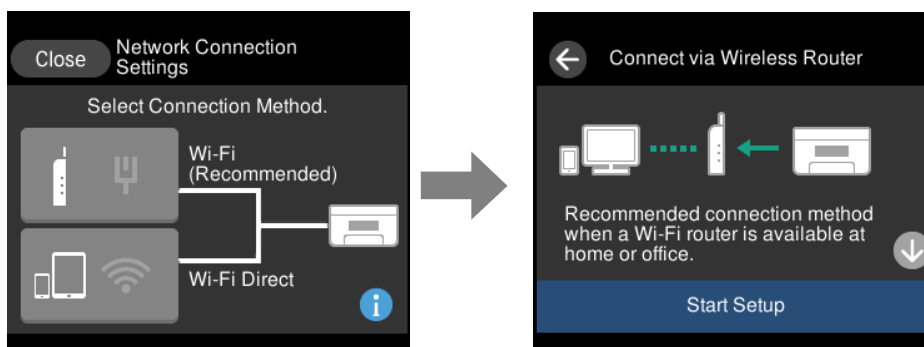 Close
Network Connection
Settings
Select Connection Method.
Wi-Fi
(Recommended)
Wi-Fi Direct
i
Connect via Wireless Router
Recommended connection method
when a Wi-Fi router is available at
home or office.
Start Setup